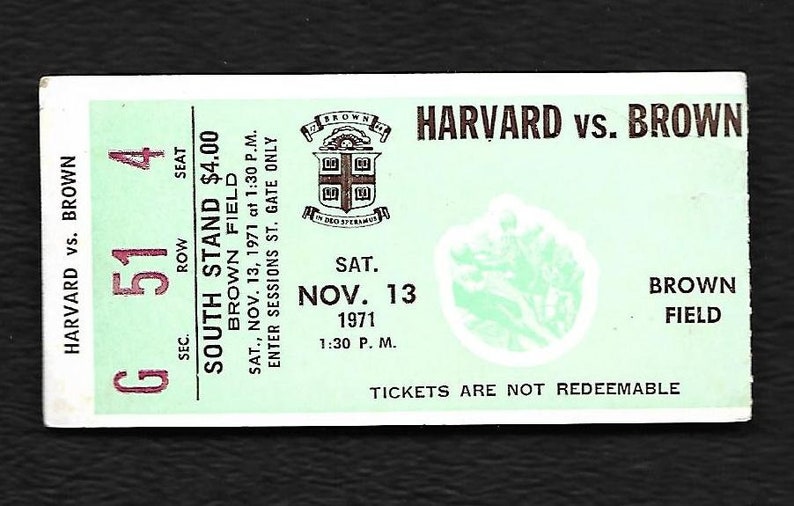 HARVARD vs. BROWN
SEC. ROW SEAT
G 51 4
SOUTH STAND $4.00
BROWN FIELD
SAT., NOV. 13, 1971 at 1:30 P.M.
ENTER SESSIONS ST. GATE ONLY
17 BROWN 64
IN DEO SPERAMUS
HARVARD vs. BROWN
SAT.
NOV. 13
1971
1:30 P. M.
BROWN
FIELD
TICKETS ARE NOT REDEEMABLE